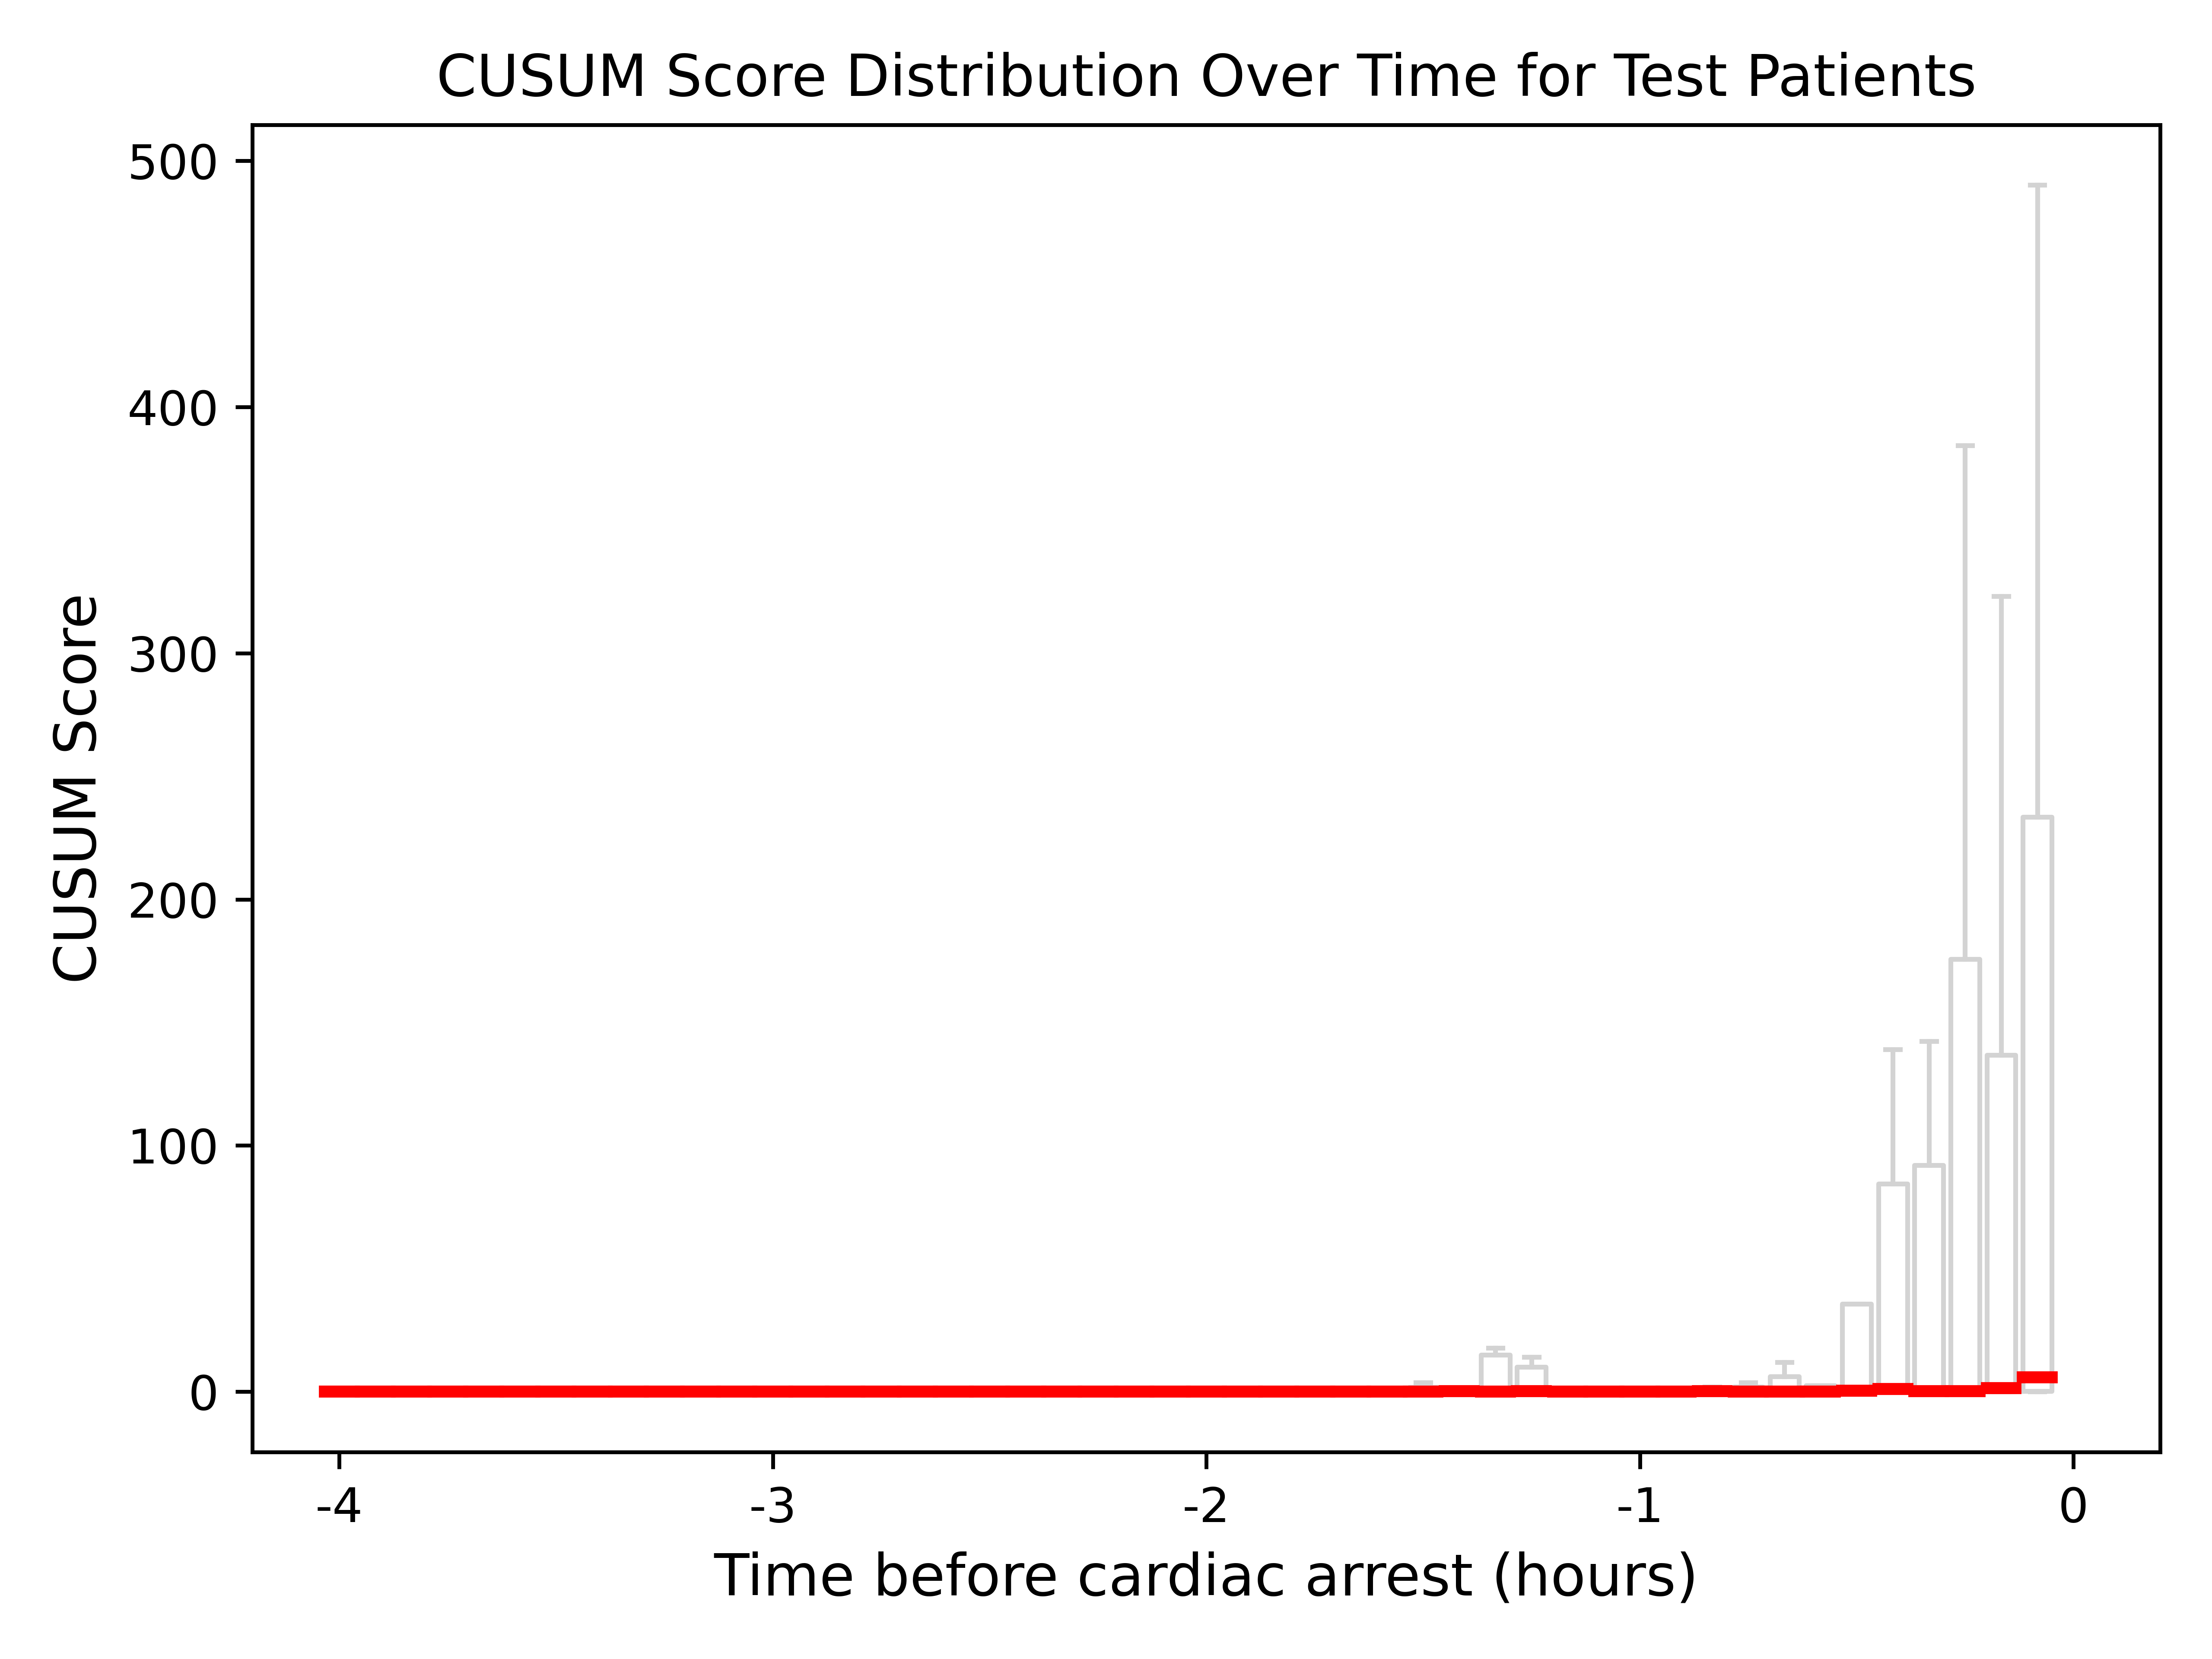 CUSUM Score Distribution Over Time for Test Patients
500
400
300
200
100
0
CUSUM Score
-4 -3 -2 -1 0
Time before cardiac arrest (hours)